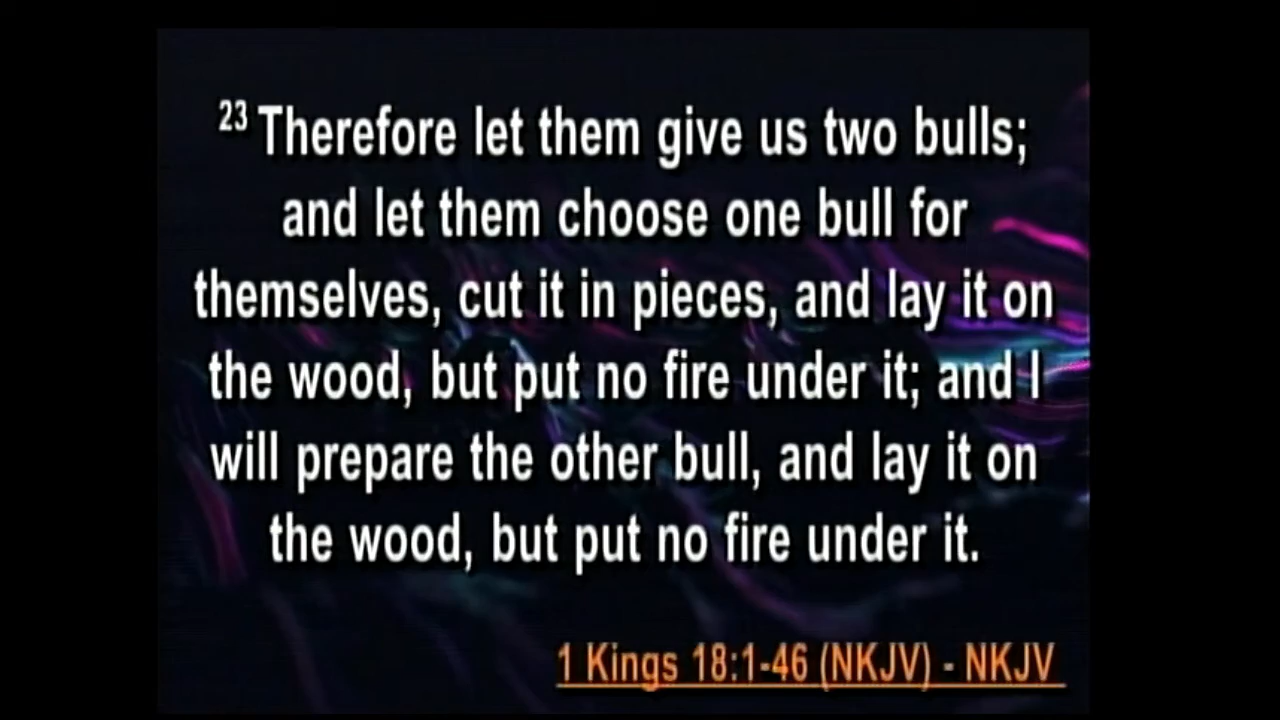 23 Therefore let them give us two bulls;
and let them choose one bull for
themselves, cut it in pieces, and lay it on
the wood, but put no fire under it; and I
will prepare the other bull, and lay it on
the wood, but put no fire under it.
1 Kings 18:1-46 (NKJV) - NKJV